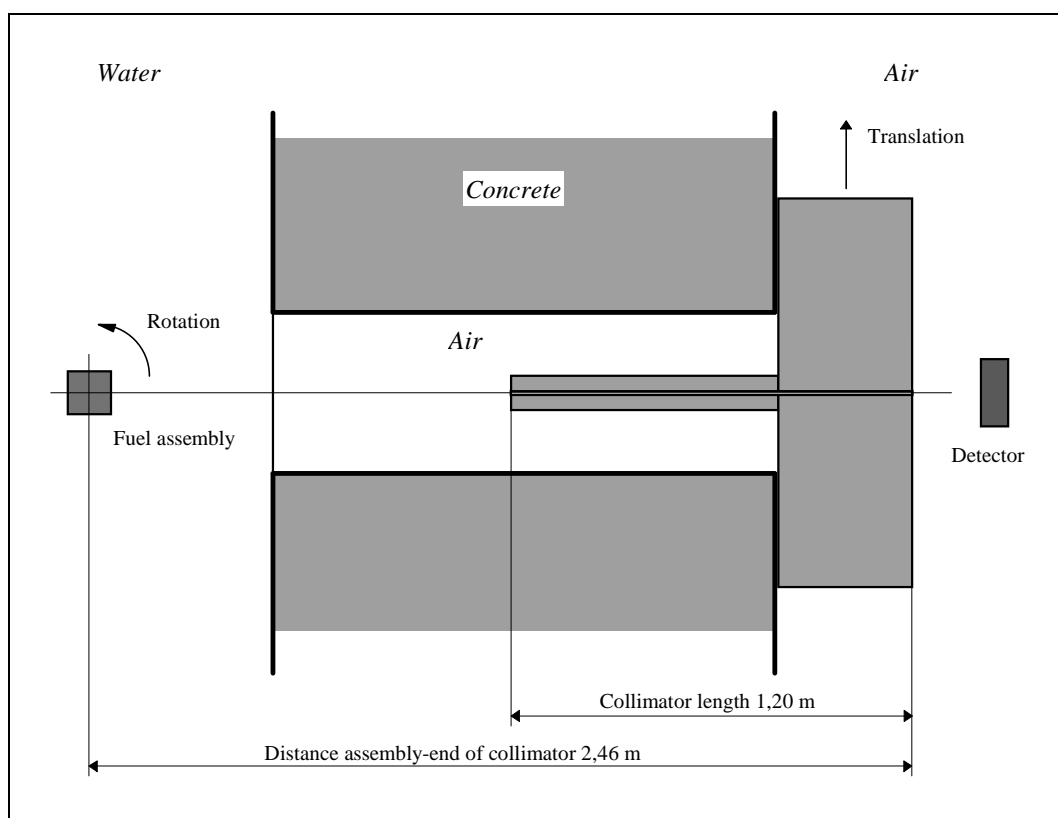 Water
Air
Translation
Concrete
Rotation
Air
Fuel assembly
Detector
Collimator length 1,20 m
Distance assembly-end of collimator 2,46 m